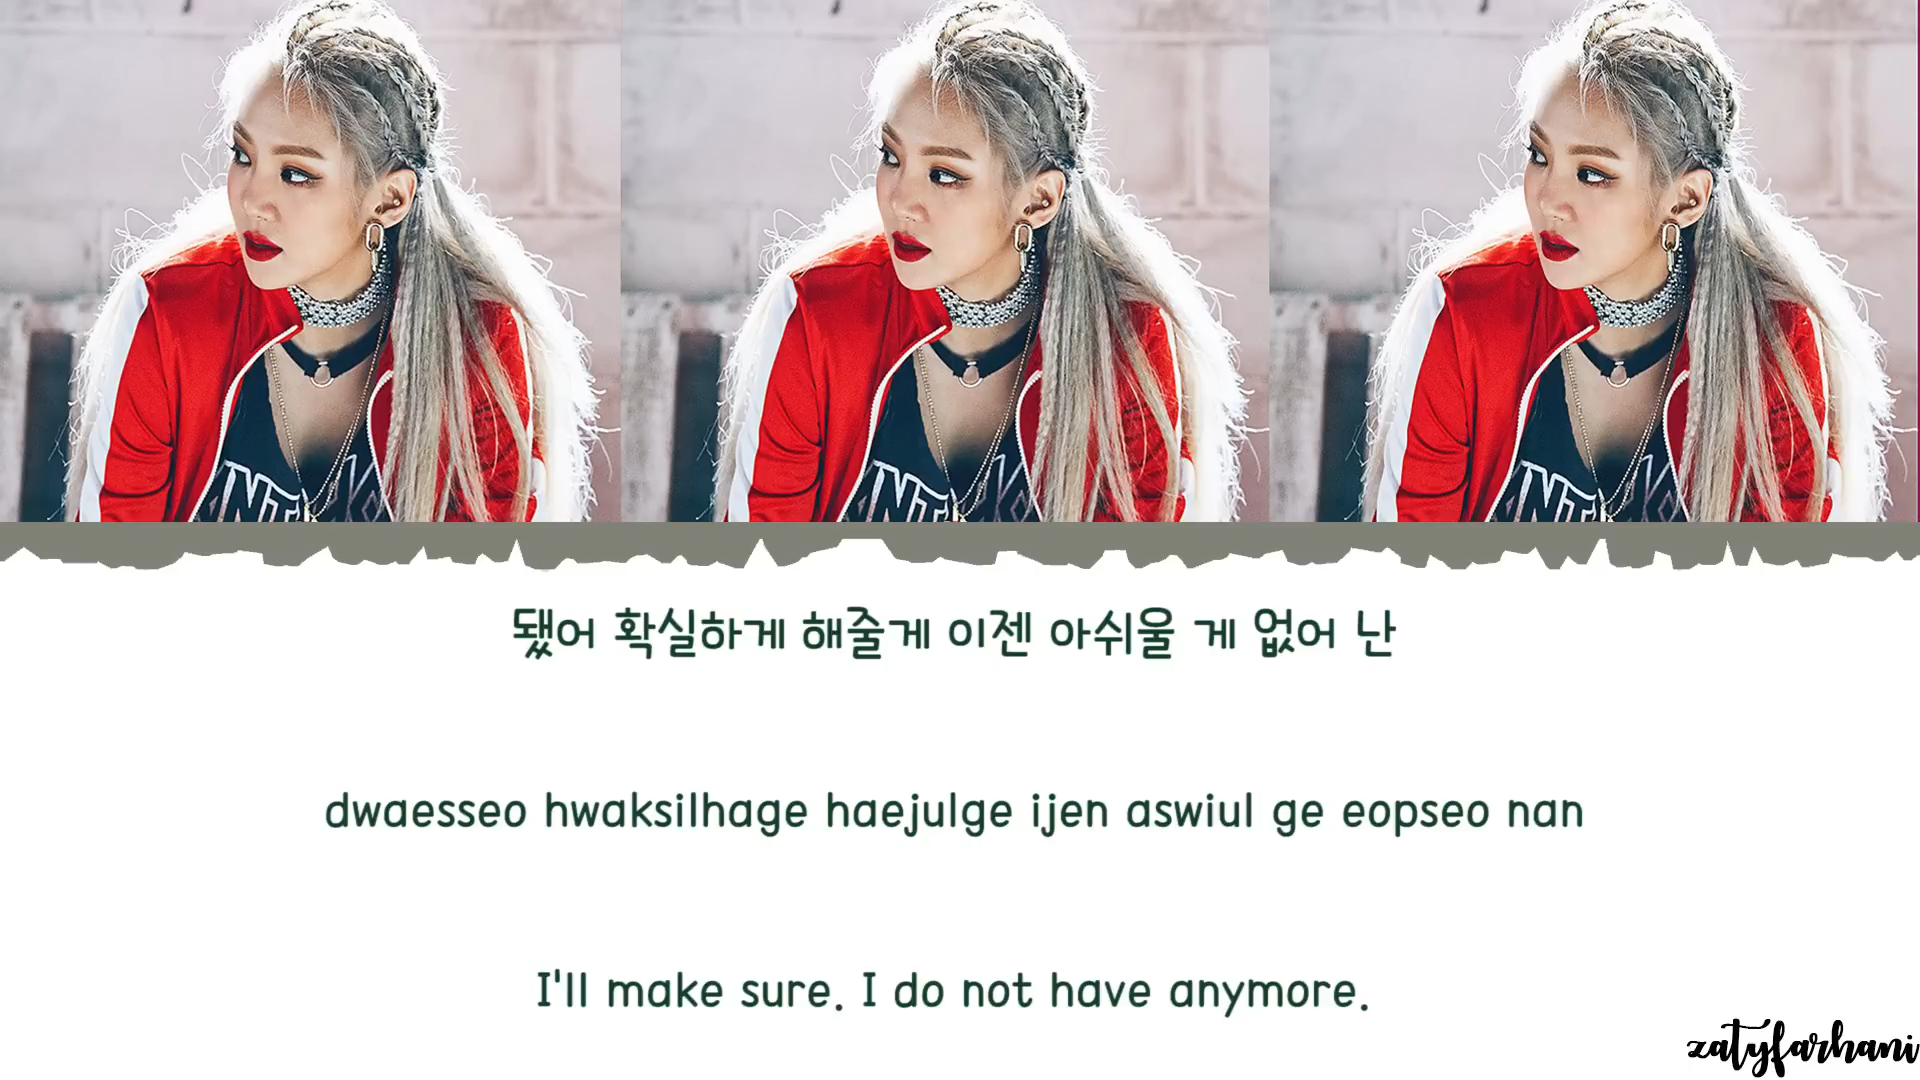 됐어 확실하게 해줄게 이젠 아쉬울 게 없어 난
dwaesseo hwaksilhage haejulge ijen aswiul ge eopseo nan
I'll make sure. I do not have anymore.
zatyfarhani